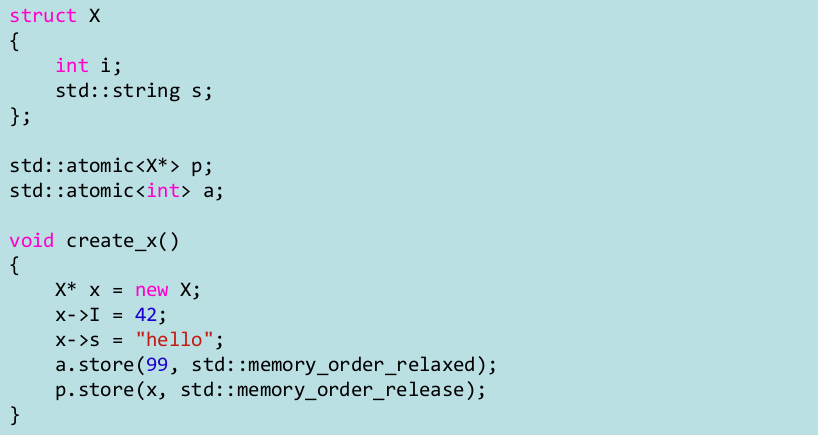 struct X
{
    int i;
    std::string s;
};

std::atomic<X*> p;
std::atomic<int> a;

void create_x()
{
    X* x = new X;
    x->I = 42;
    x->s = "hello";
    a.store(99, std::memory_order_relaxed);
    p.store(x, std::memory_order_release);
}